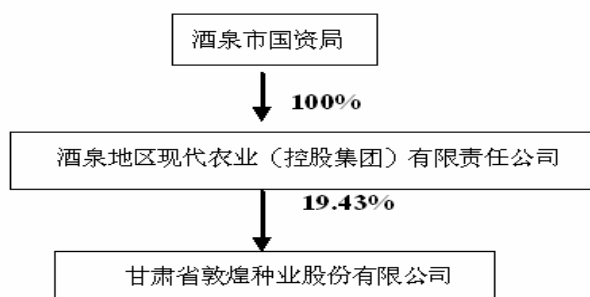 酒泉市国资局
100%
酒泉地区现代农业（控股集团）有限责任公司
19.43%
甘肃省敦煌种业股份有限公司